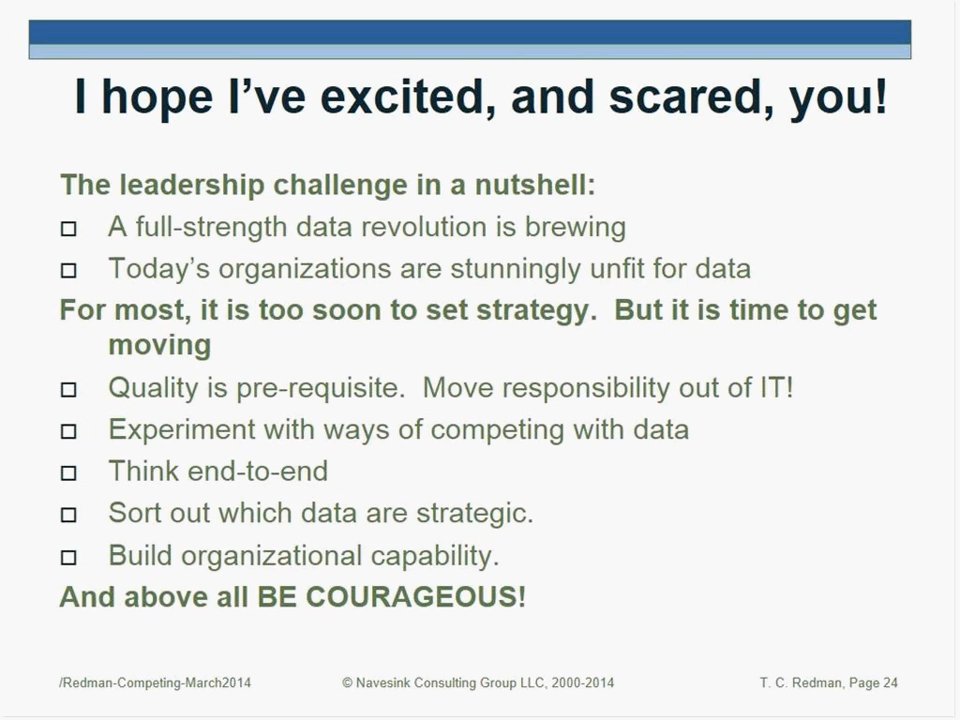 I hope I’ve excited, and scared, you!
The leadership challenge in a nutshell:
A full-strength data revolution is brewing
Today’s organizations are stunningly unfit for data
For most, it is too soon to set strategy.  But it is time to get
moving
Quality is pre-requisite.  Move responsibility out of IT!
Experiment with ways of competing with data
Think end-to-end
Sort out which data are strategic.
Build organizational capability.
And above all BE COURAGEOUS!
/Redman-Competing-March2014 © Navesink Consulting Group LLC, 2000-2014 T. C. Redman, Page 24